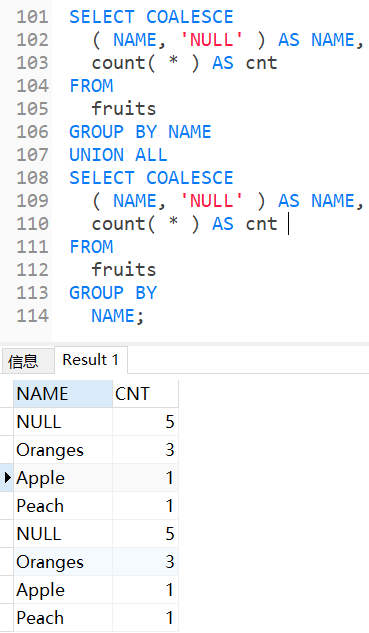 101 SELECT COALESCE
102 ( NAME, 'NULL' ) AS NAME,
103 count( * ) AS cnt
104 FROM
105 fruits
106 GROUP BY NAME
107 UNION ALL
108 SELECT COALESCE
109 ( NAME, 'NULL' ) AS NAME,
110 count( * ) AS cnt
111 FROM
112 fruits
113 GROUP BY
114 NAME;
信息 Result 1
NAME CNT
NULL 5
Oranges 3
Apple 1
Peach 1
NULL 5
Oranges 3
Apple 1
Peach 1